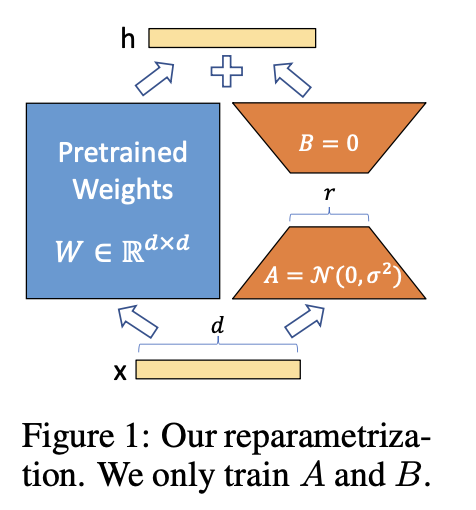 h
Pretrained
Weights
W ∈ ℝ^{d×d}
B = 0
r
A = 𝒩(0, σ²)
d
x
Figure 1: Our reparametriza-
tion. We only train A and B.